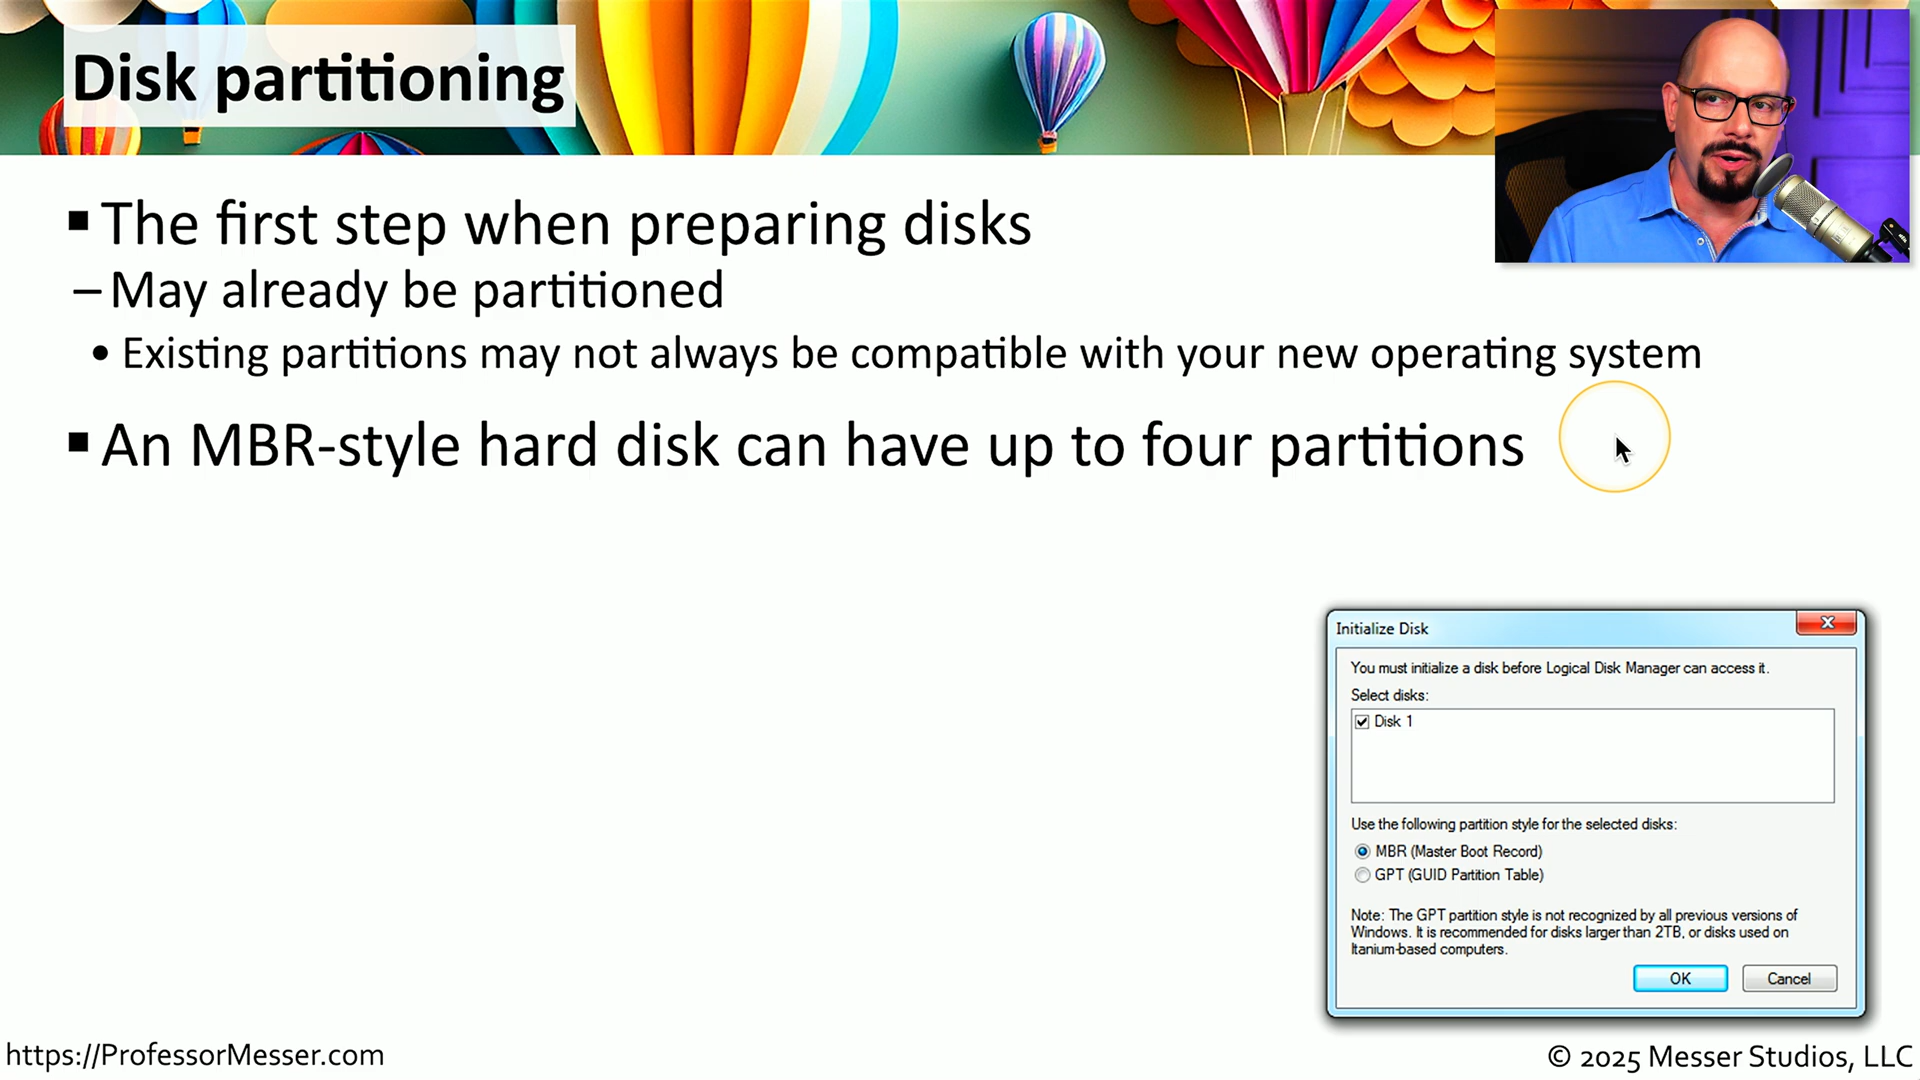 Disk partitioning
▪ The first step when preparing disks
– May already be partitioned
• Existing partitions may not always be compatible with your new operating system
▪ An MBR-style hard disk can have up to four partitions
Initialize Disk
You must initialize a disk before Logical Disk Manager can access it.
Select disks:
Disk 1
Use the following partition style for the selected disks:
MBR (Master Boot Record)
GPT (GUID Partition Table)
Note: The GPT partition style is not recognized by all previous versions of
Windows. It is recommended for disks larger than 2TB, or disks used on
Itanium-based computers.
OK Cancel
https://ProfessorMesser.com
© 2025 Messer Studios, LLC